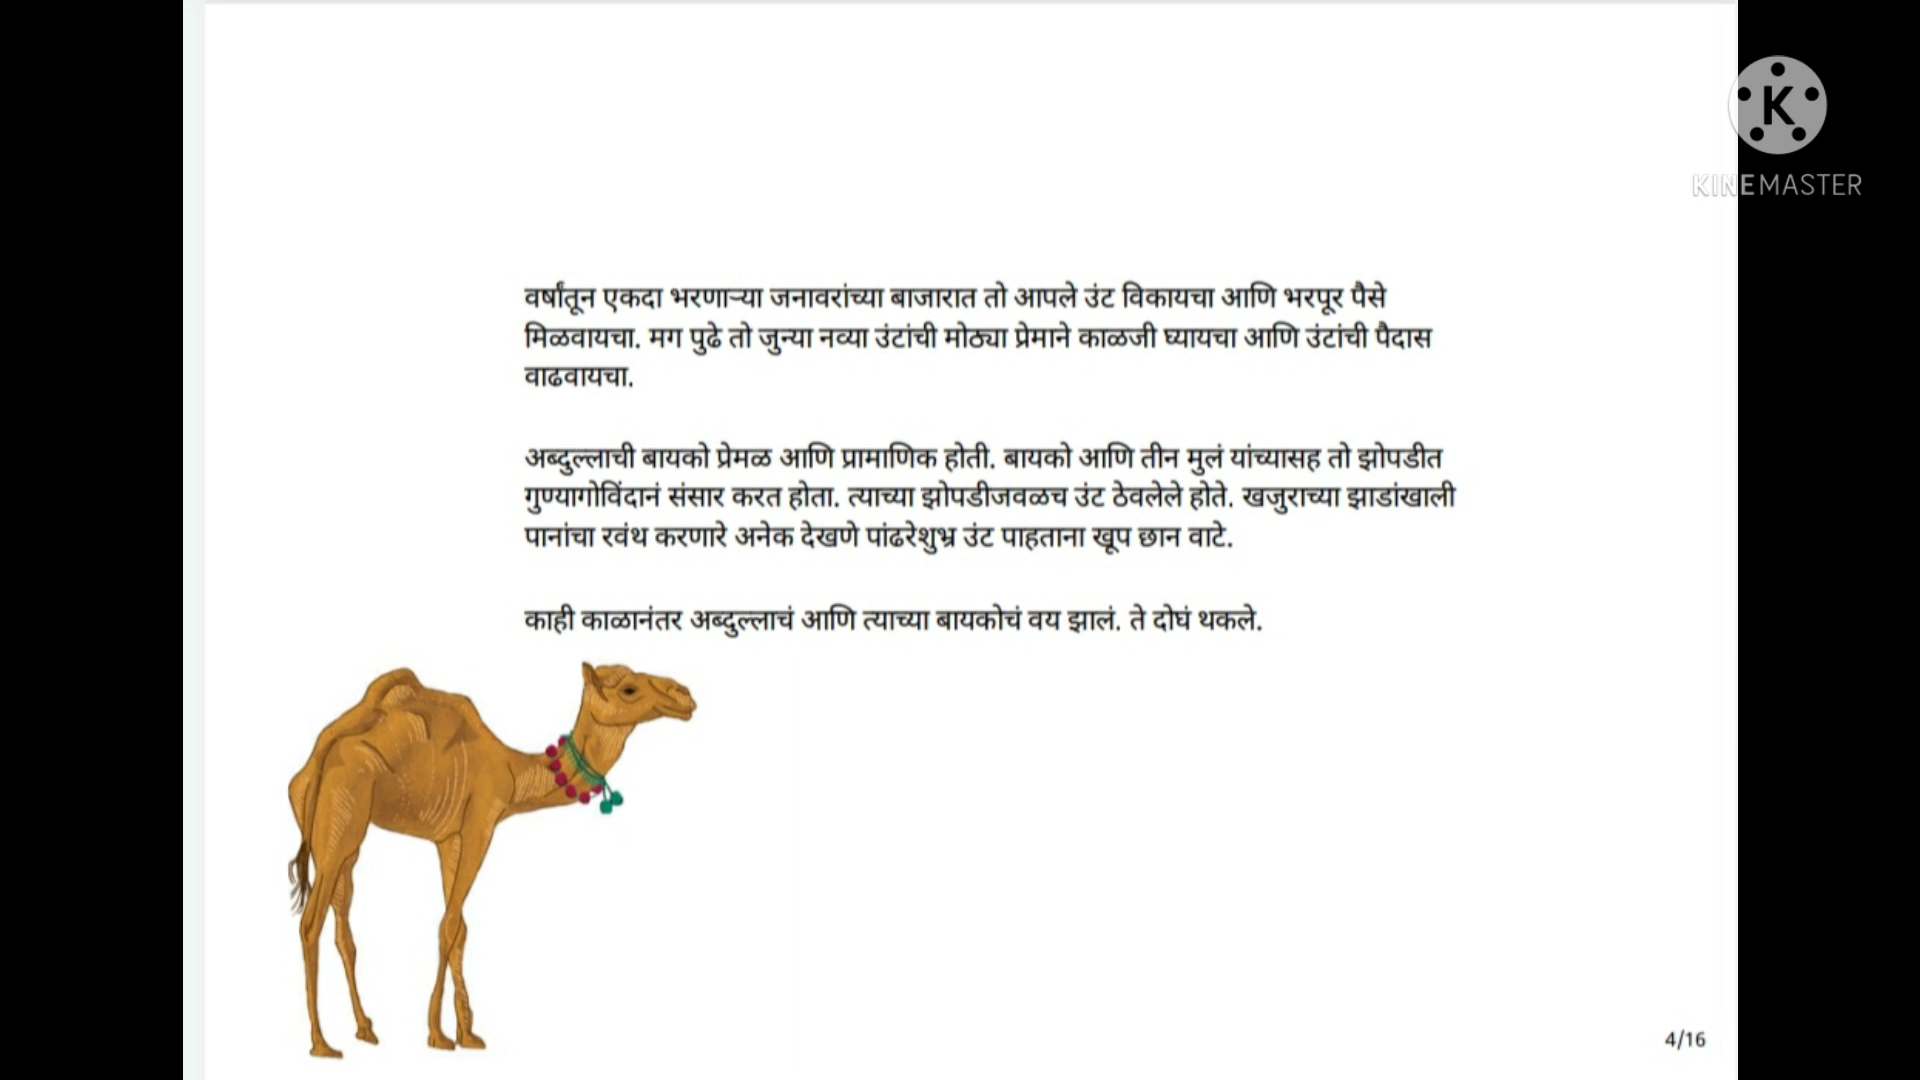 K
KINEMASTER
वर्षांतून एकदा भरणाऱ्या जनावरांच्या बाजारात तो आपले उंट विकायचा आणि भरपूर पैसे
मिळवायचा. मग पुढे तो जुन्या नव्या उंटांची मोठ्या प्रेमाने काळजी घ्यायचा आणि उंटांची पैदास
वाढवायचा.
अब्दुल्लाची बायको प्रेमळ आणि प्रामाणिक होती. बायको आणि तीन मुलं यांच्यासह तो झोपडीत
गुण्यागोविंदानं संसार करत होता. त्याच्या झोपडीजवळच उंट ठेवलेले होते. खजुराच्या झाडांखाली
पानांचा रवंथ करणारे अनेक देखणे पांढरेशुभ्र उंट पाहताना खूप छान वाटे.
काही काळानंतर अब्दुल्लाचं आणि त्याच्या बायकोचं वय झालं. ते दोघं थकले.
4/16